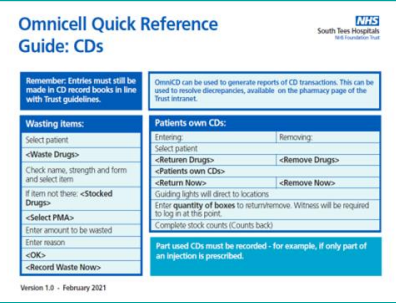 Omnicell Quick Reference
Guide: CDs
NHS
South Tees Hospitals
NHS Foundation Trust
Remember: Entries must still be
made in CD record books in line
with Trust guidelines.
OmniCD can be used to generate reports of CD transactions. This can be
used to resolve discrepancies, available on the pharmacy page of the
Trust intranet.
Wasting items:
Select patient
<Waste Drugs>
Check name, strength and form
and select item
If item not there: <Stocked
Drugs>
<Select PMA>
Enter amount to be wasted
Enter reason
<OK>
<Record Waste Now>
Patients own CDs:
Entering: Removing:
Select patient
<Returen Drugs> <Remove Drugs>
<Patients own CDs>
<Return Now> <Remove Now>
Guiding lights will direct to locations
Enter quantity of boxes to return/remove. Witness will be required
to log in at this point.
Complete stock counts (Counts back)
Part used CDs must be recorded - for example, if only part of
an injection is prescribed.
Version 1.0 - February 2021